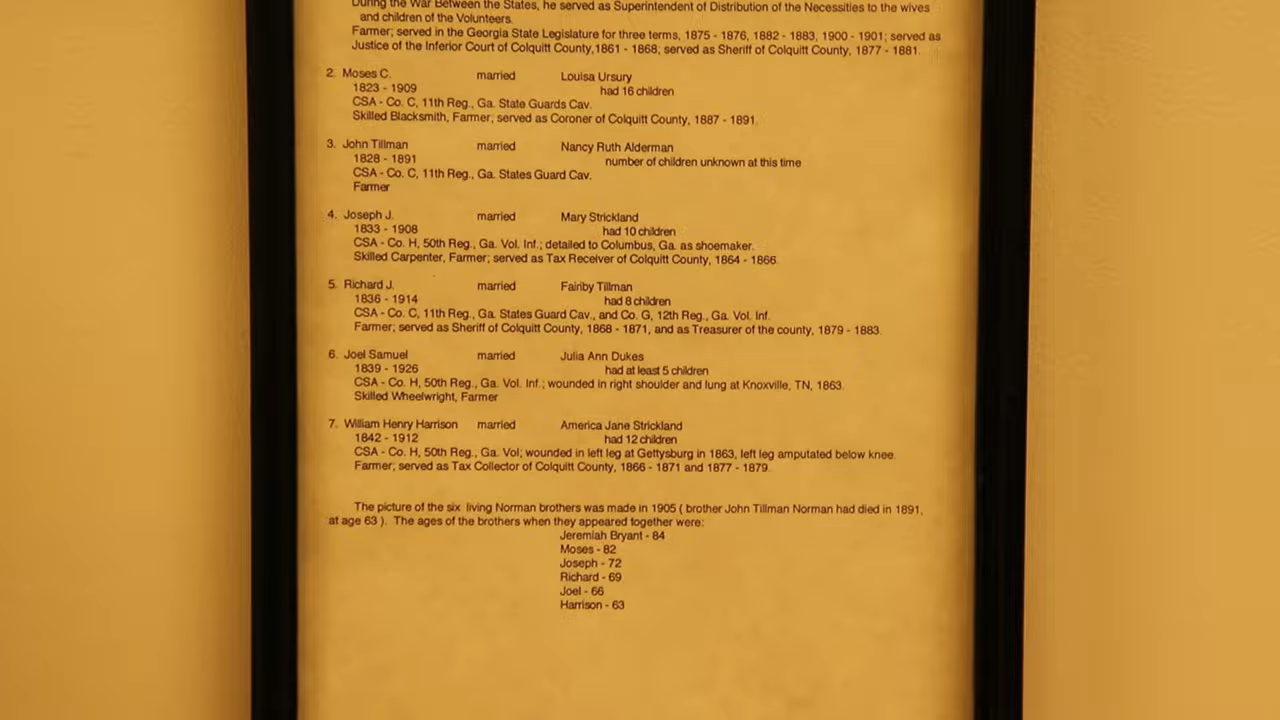 During the War Between the States, he served as Superintendent of Distribution of the Necessities to the wives
and children of the Volunteers.
Farmer; served in the Georgia State Legislature for three terms, 1875 - 1876, 1882 - 1883, 1900 - 1901; served as
Justice of the Inferior Court of Colquitt County,1861 - 1868; served as Sheriff of Colquitt County, 1877 - 1881.
2. Moses C. married Louisa Ursury
1823 - 1909 had 16 children
CSA - Co. C, 11th Reg., Ga. State Guards Cav.
Skilled Blacksmith, Farmer; served as Coroner of Colquitt County, 1887 - 1891.
3. John Tillman married Nancy Ruth Alderman
1828 - 1891 number of children unknown at this time
CSA - Co. C, 11th Reg., Ga. States Guard Cav.
Farmer
4. Joseph J. married Mary Strickland
1833 - 1908 had 10 children
CSA - Co. H, 50th Reg., Ga. Vol. Inf.; detailed to Columbus, Ga. as shoemaker.
Skilled Carpenter, Farmer; served as Tax Receiver of Colquitt County, 1864 - 1866.
5. Richard J. married Fainby Tillman
1836 - 1914 had 8 children
CSA - Co. C, 11th Reg., Ga. States Guard Cav., and Co. G, 12th Reg., Ga. Vol. Inf.
Farmer; served as Sheriff of Colquitt County, 1868 - 1871, and as Treasurer of the county, 1879 - 1883.
6. Joel Samuel married Julia Ann Dukes
1839 - 1926 had at least 5 children
CSA - Co. H, 50th Reg., Ga. Vol. Inf.; wounded in right shoulder and lung at Knoxville, TN, 1863.
Skilled Wheelwright, Farmer
7. William Henry Harrison married America Jane Strickland
1842 - 1912 had 12 children
CSA - Co. H, 50th Reg., Ga. Vol; wounded in left leg at Gettysburg in 1863, left leg amputated below knee.
Farmer; served as Tax Collector of Colquitt County, 1866 - 1871 and 1877 - 1879.
The picture of the six living Norman brothers was made in 1905 ( brother John Tillman Norman had died in 1891,
at age 63 ). The ages of the brothers when they appeared together were:
Jeremiah Bryant - 84
Moses - 82
Joseph - 72
Richard - 69
Joel - 66
Harrison - 63